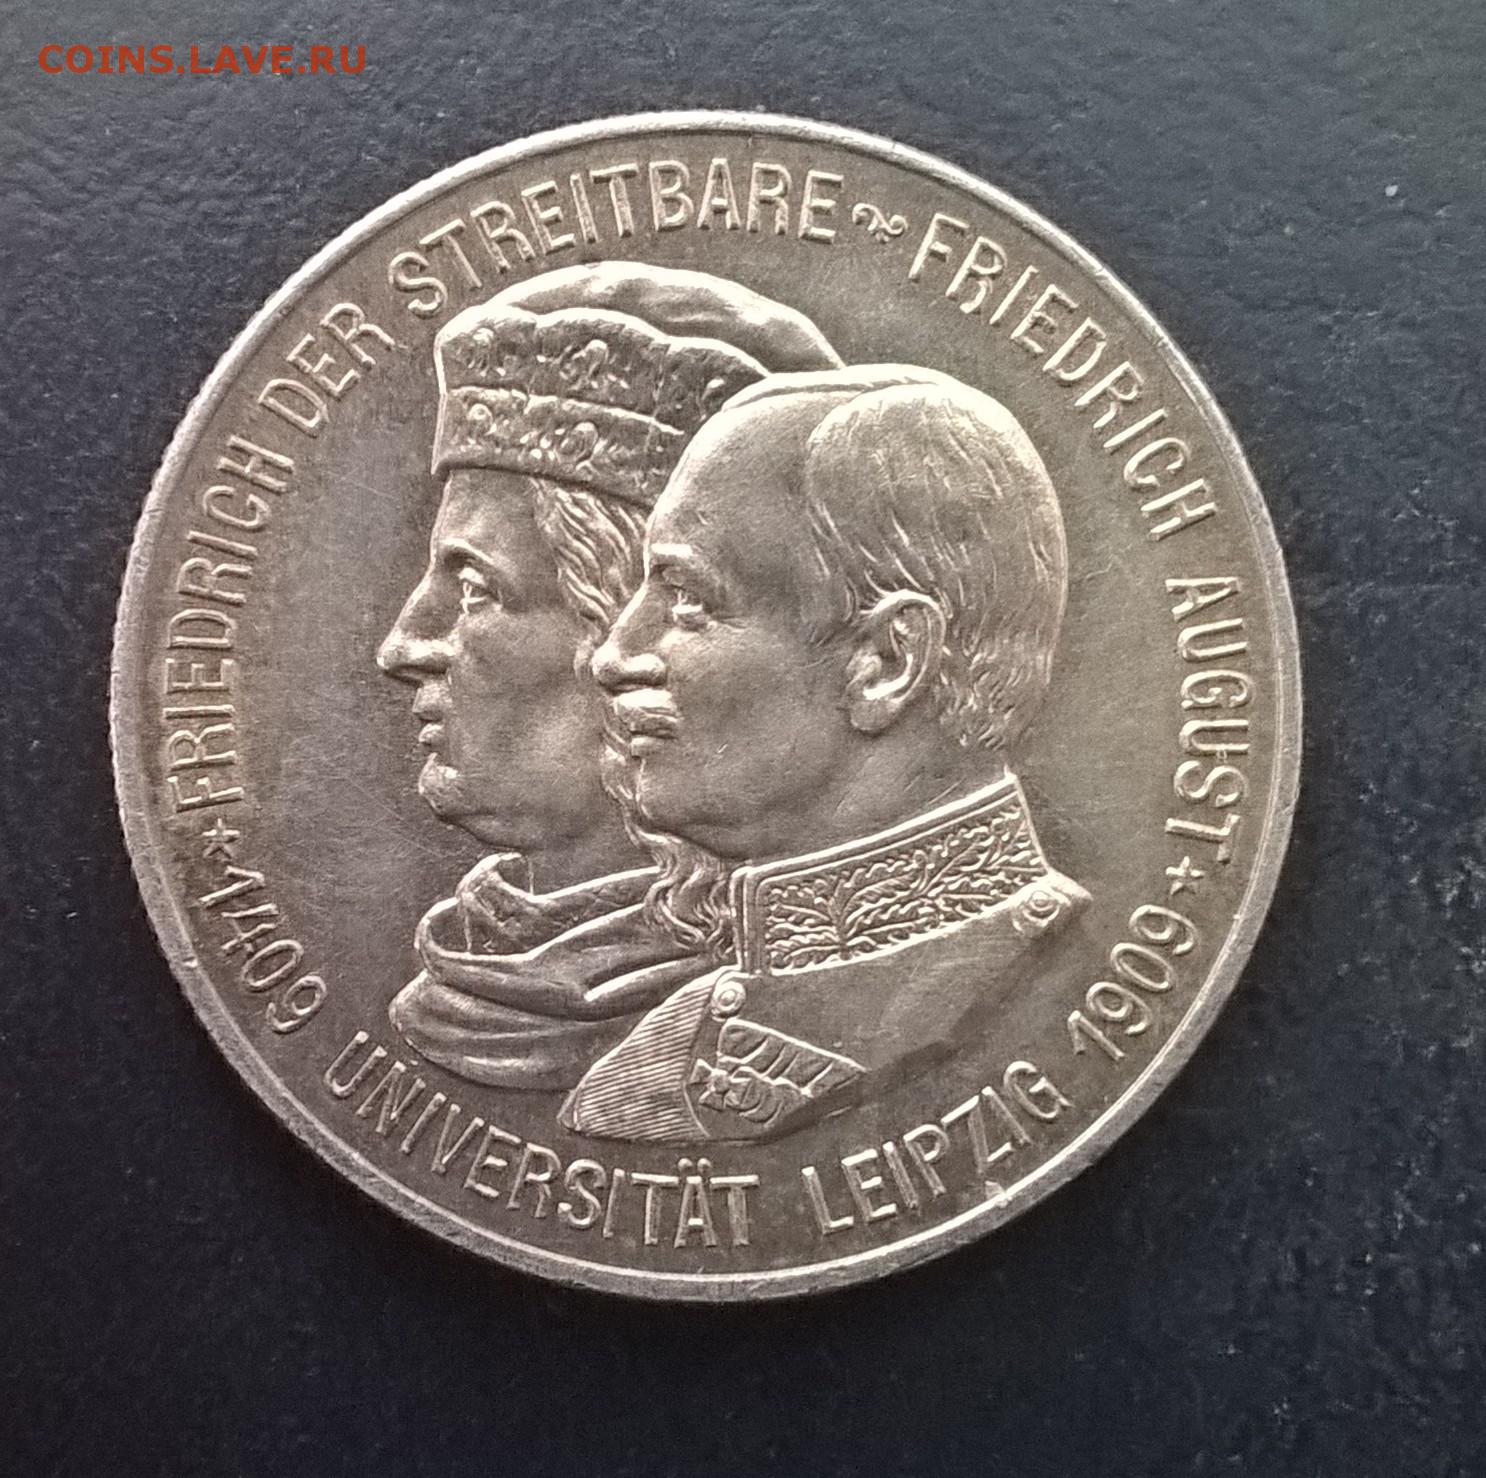 COINS.LAVE.RU
★ FRIEDRICH DER STREITBARE ~ FRIEDRICH AUGUST ★
1409 UNIVERSITÄT LEIPZIG 1909